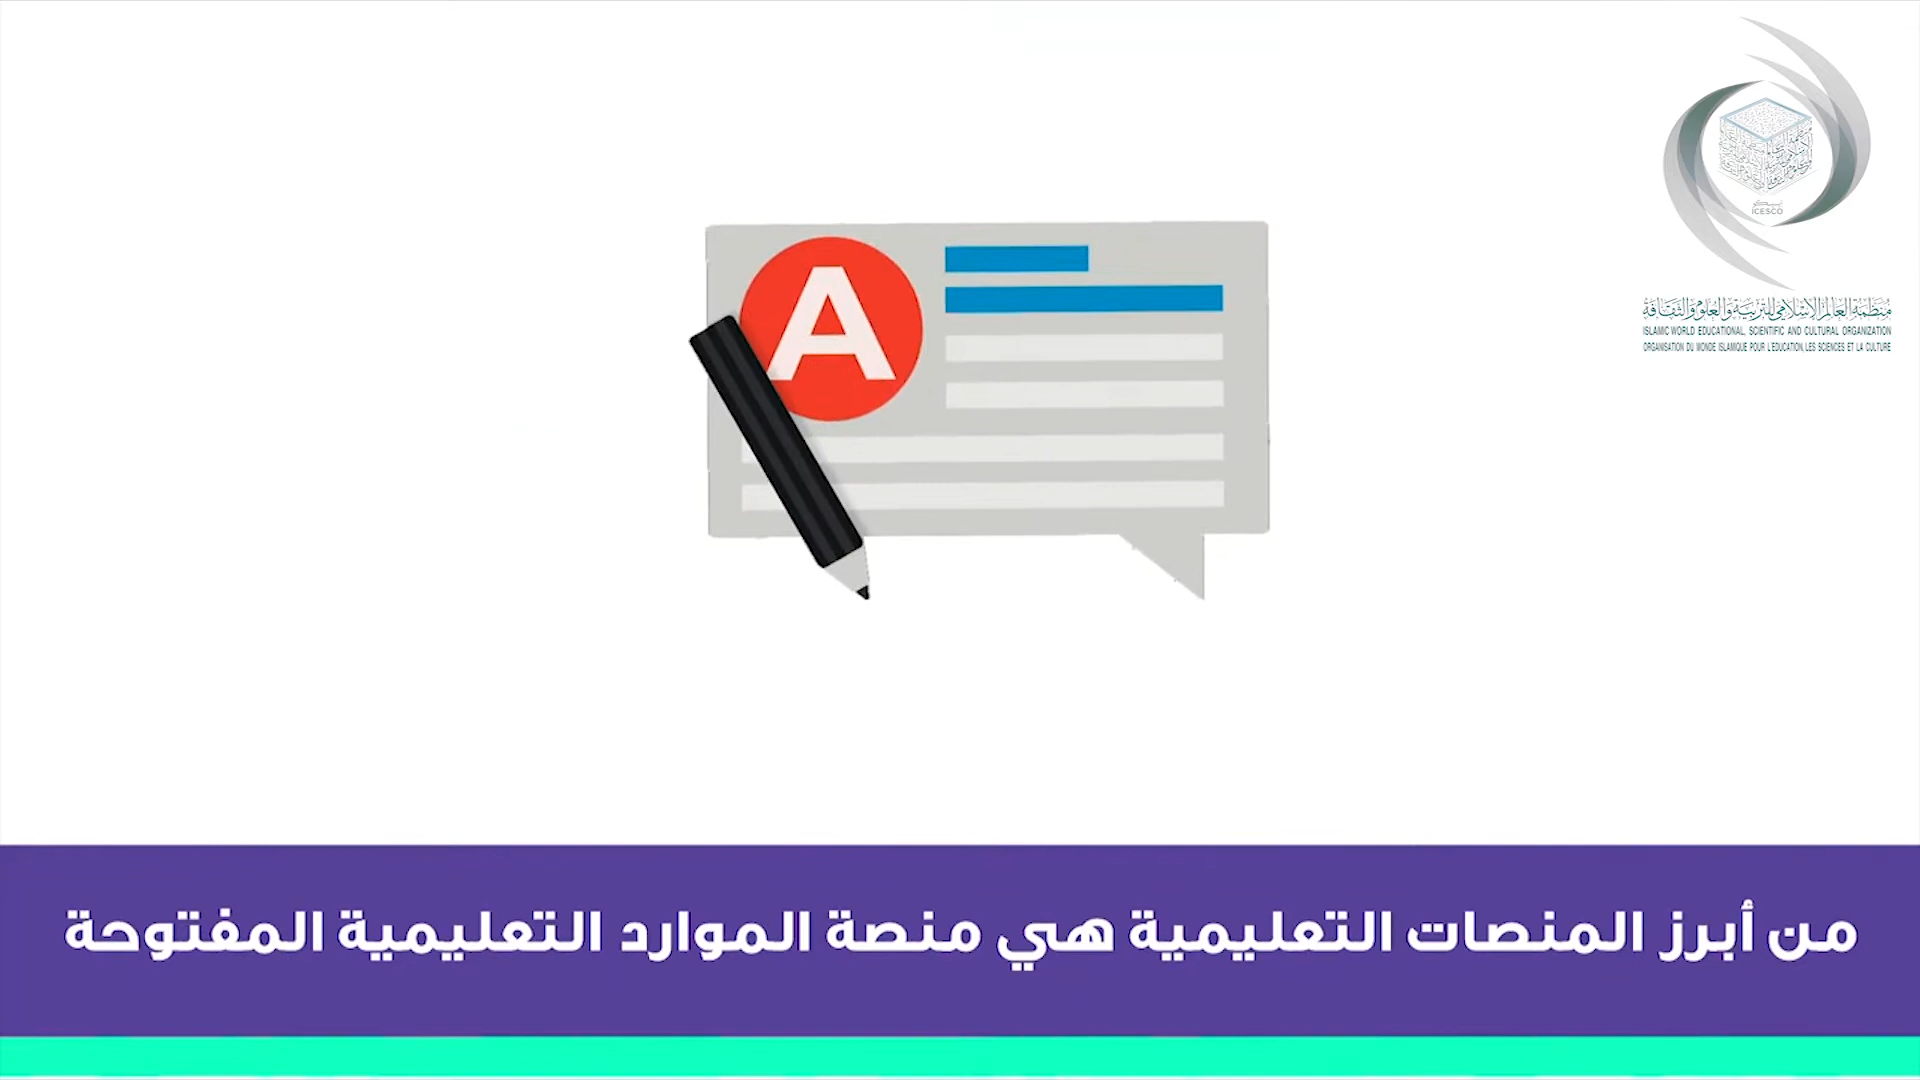 ICESCO
منظمة العالم الإسلامي للتربية والعلوم والثقافة
ISLAMIC WORLD EDUCATIONAL, SCIENTIFIC AND CULTURAL ORGANIZATION
ORGANISATION DU MONDE ISLAMIQUE POUR L'EDUCATION, LES SCIENCES ET LA CULTURE
A
من أبرز المنصات التعليمية هي منصة الموارد التعليمية المفتوحة